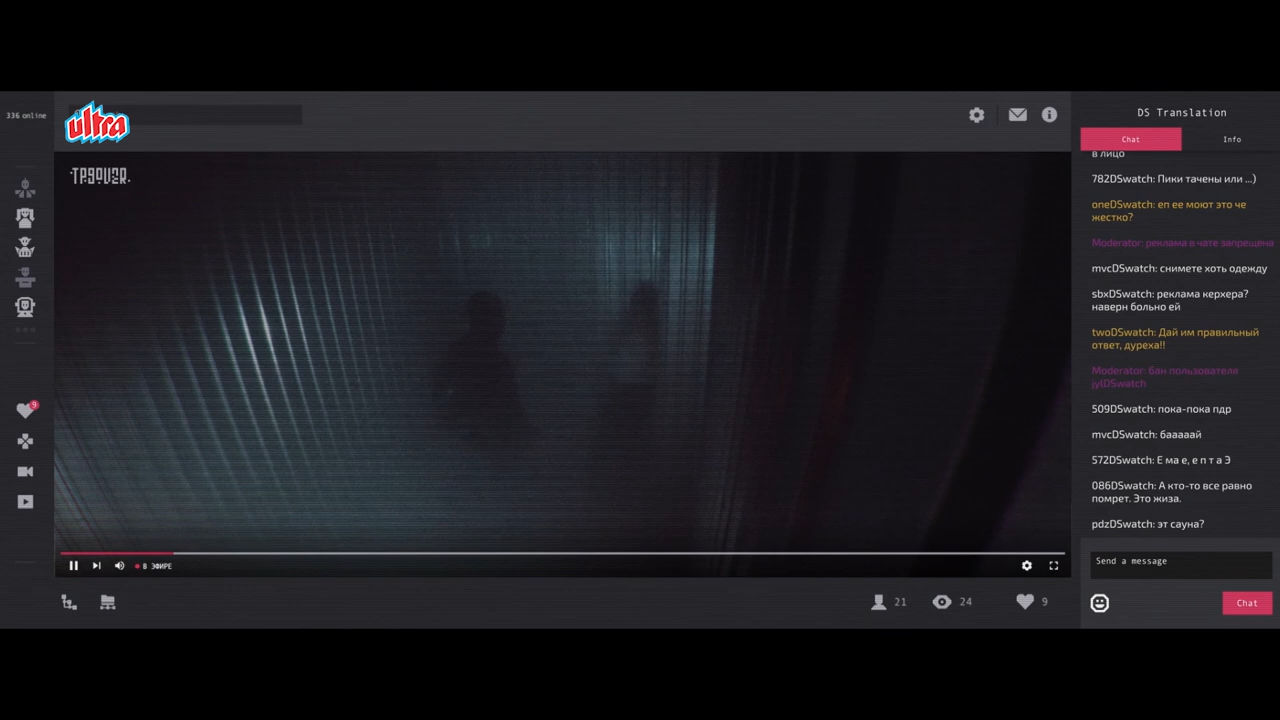 336 online
ultra
DS Translation
Chat
Info
TPGOVER.
в лицо
782DSwatch: Пики тачены или ...)
oneDSwatch: еп ее моют это че
жестко?
Moderator: реклама в чате запрещена
mvcDSwatch: снимете хоть одежду
sbxDSwatch: реклама керхера?
наверн больно ей
twoDSwatch: Дай им правильный
ответ, дуреха!!
Moderator: бан пользователя
jylDSwatch
509DSwatch: пока-пока пдр
mvcDSwatch: бааааай
572DSwatch: Е ма е, е п т а Э
086DSwatch: А кто-то все равно
помрет. Это жиза.
pdzDSwatch: эт сауна?
В ЭФИРЕ
Send a message
9
21
24
9
Chat